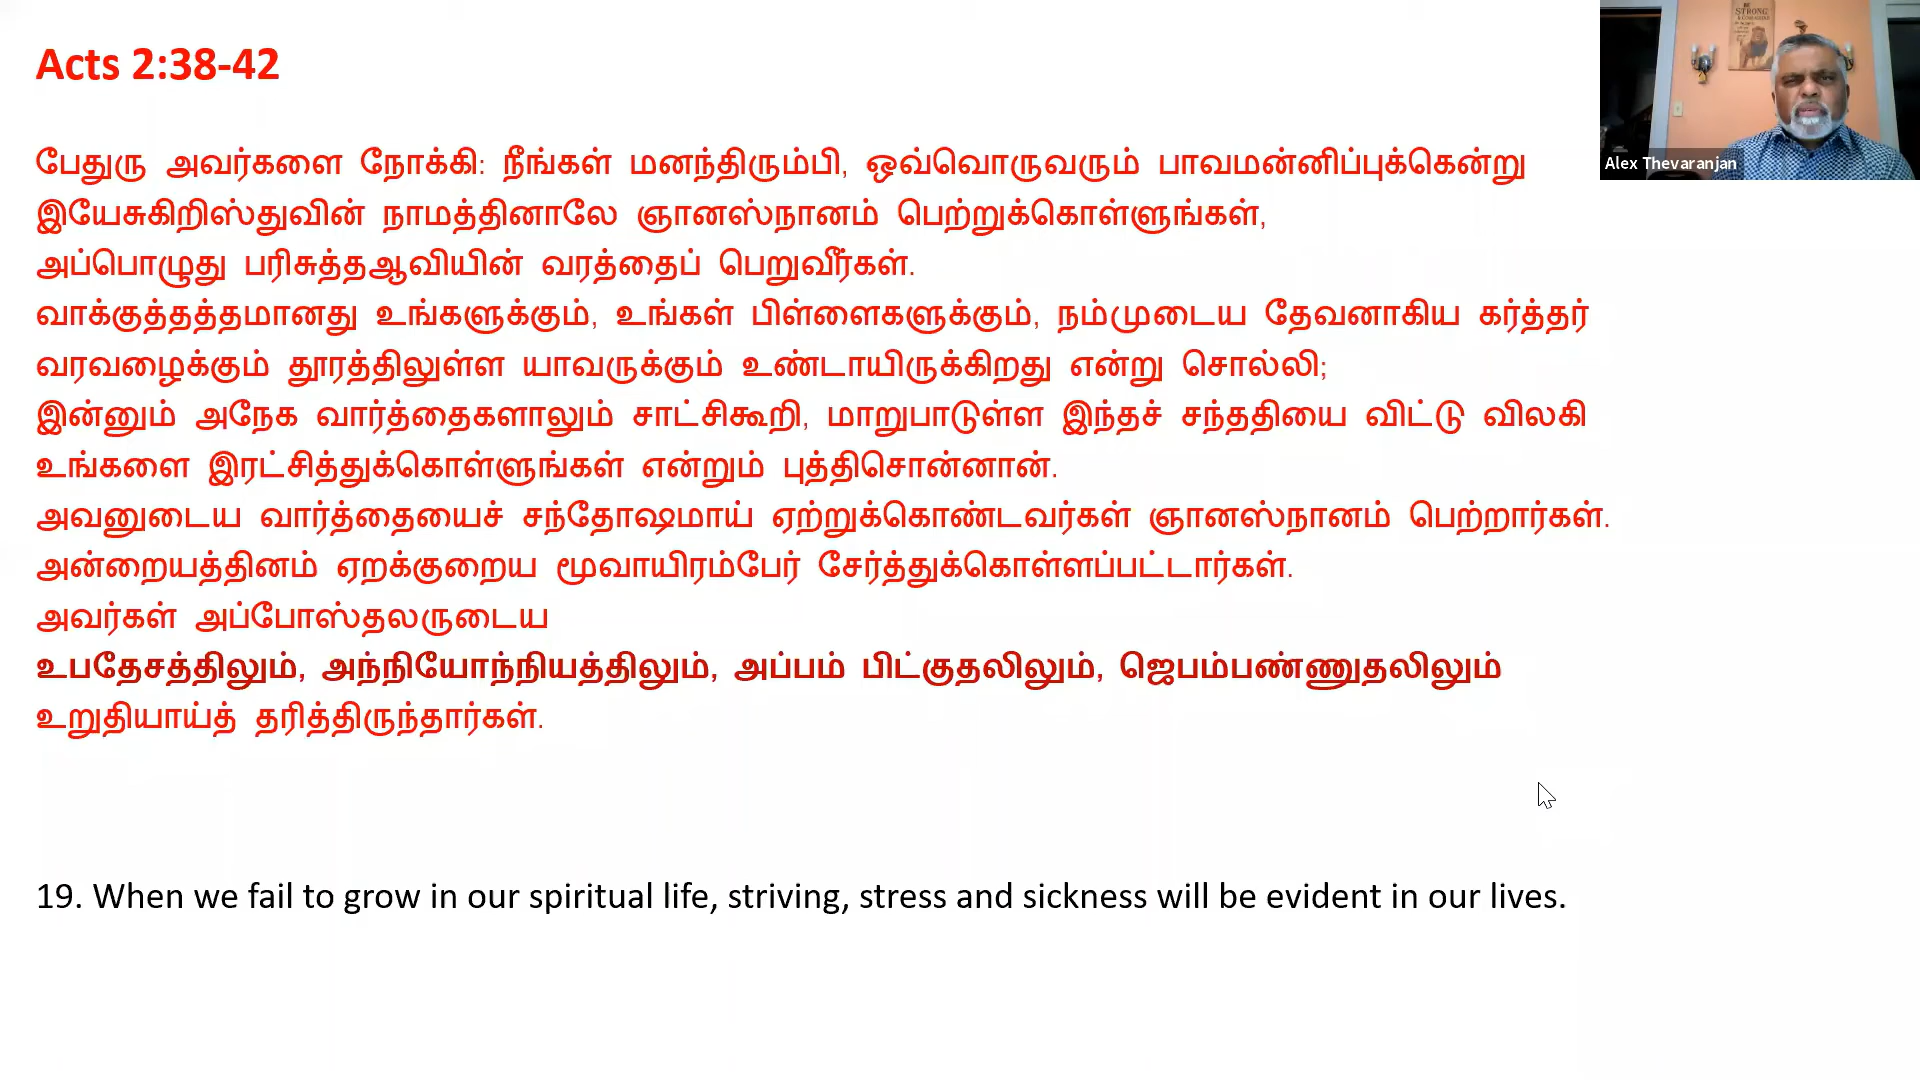 Acts 2:38-42
பேதுரு அவர்களை நோக்கி: நீங்கள் மனந்திரும்பி, ஒவ்வொருவரும் பாவமன்னிப்புக்கென்று
இயேசுகிறிஸ்துவின் நாமத்தினாலே ஞானஸ்நானம் பெற்றுக்கொள்ளுங்கள்,
அப்பொழுது பரிசுத்தஆவியின் வரத்தைப் பெறுவீர்கள்.
வாக்குத்தத்தமானது உங்களுக்கும், உங்கள் பிள்ளைகளுக்கும், நம்முடைய தேவனாகிய கர்த்தர்
வரவழைக்கும் தூரத்திலுள்ள யாவருக்கும் உண்டாயிருக்கிறது என்று சொல்லி;
இன்னும் அநேக வார்த்தைகளாலும் சாட்சிகூறி, மாறுபாடுள்ள இந்தச் சந்ததியை விட்டு விலகி
உங்களை இரட்சித்துக்கொள்ளுங்கள் என்றும் புத்திசொன்னான்.
அவனுடைய வார்த்தையைச் சந்தோஷமாய் ஏற்றுக்கொண்டவர்கள் ஞானஸ்நானம் பெற்றார்கள்.
அன்றையத்தினம் ஏறக்குறைய மூவாயிரம்பேர் சேர்த்துக்கொள்ளப்பட்டார்கள்.
அவர்கள் அப்போஸ்தலருடைய
உபதேசத்திலும், அந்நியோந்நியத்திலும், அப்பம் பிட்குதலிலும், ஜெபம்பண்ணுதலிலும்
உறுதியாய்த் தரித்திருந்தார்கள்.
19. When we fail to grow in our spiritual life, striving, stress and sickness will be evident in our lives.
STRONG
Alex Thevaranjan